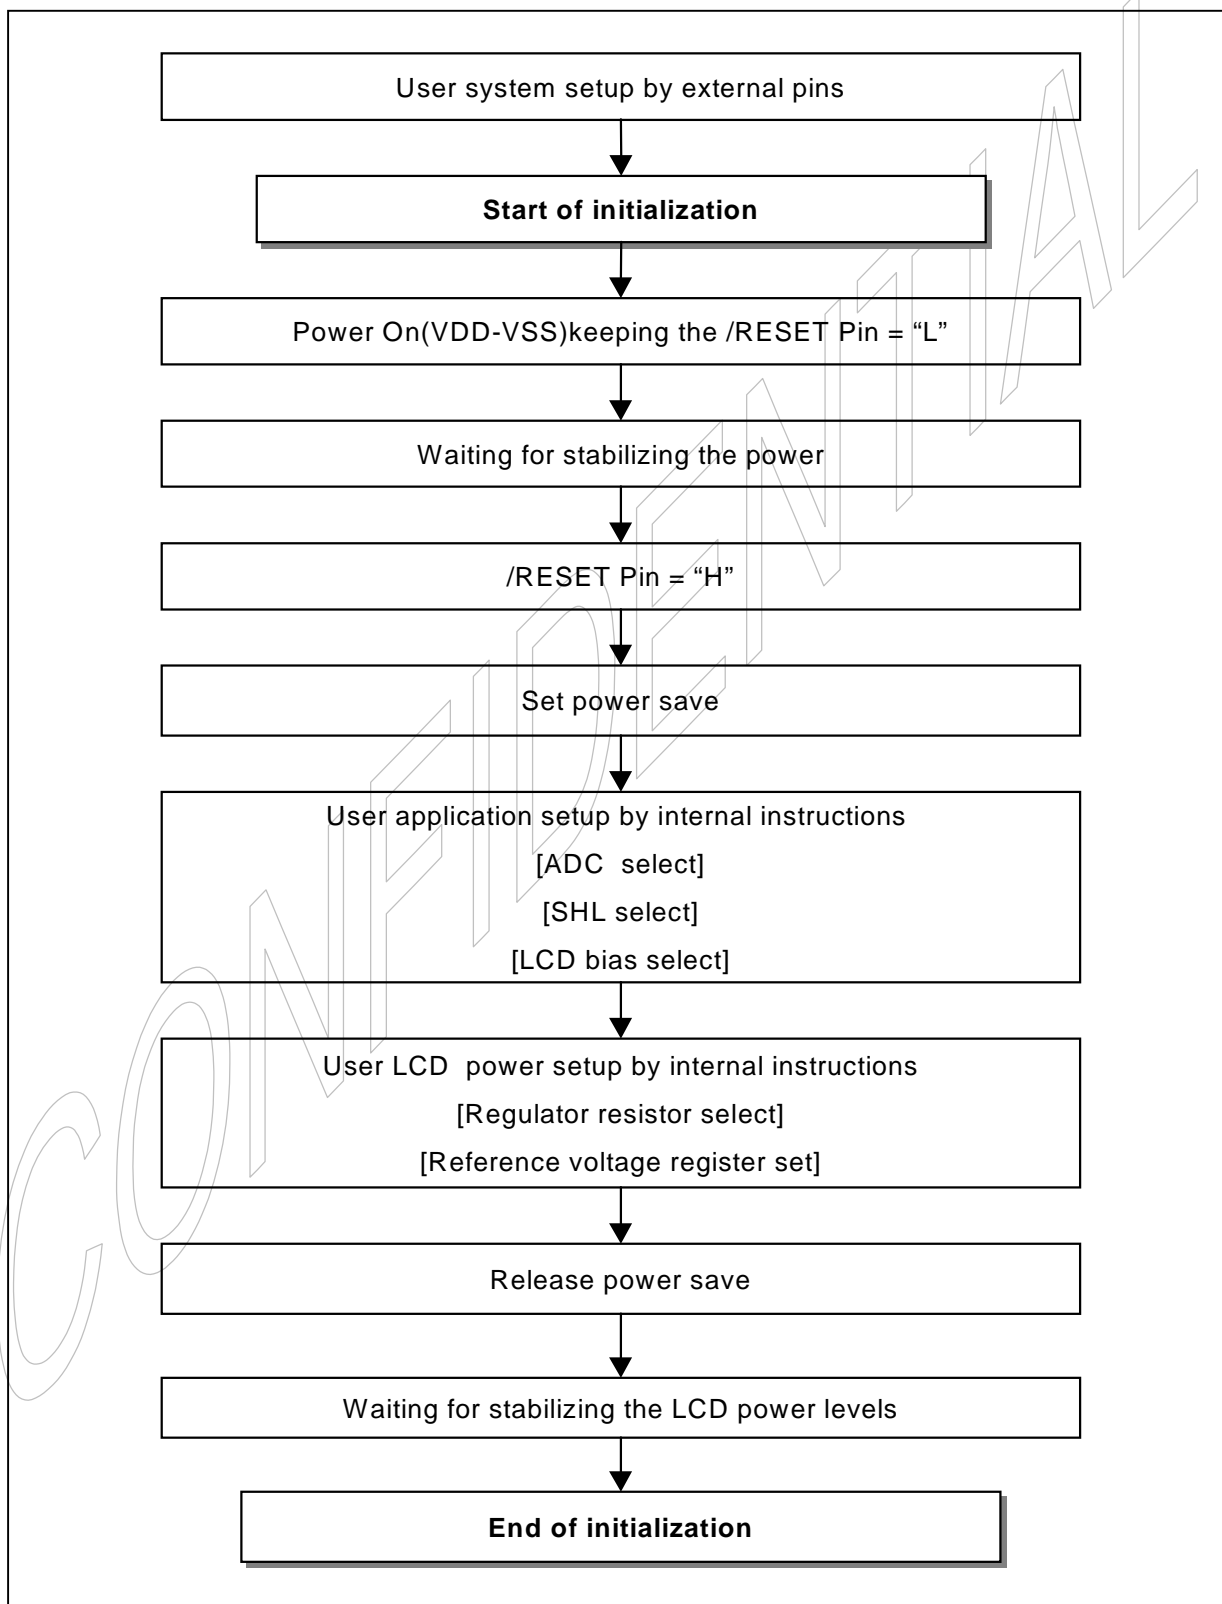 User system setup by external pins
Start of initialization
Power On(VDD-VSS)keeping the /RESET Pin = “L”
Waiting for stabilizing the power
/RESET Pin = “H”
Set power save
User application setup by internal instructions
[ADC  select]
[SHL select]
[LCD bias select]
User LCD  power setup by internal instructions
[Regulator resistor select]
[Reference voltage register set]
Release power save
Waiting for stabilizing the LCD power levels
End of initialization
CONFIDENTIAL